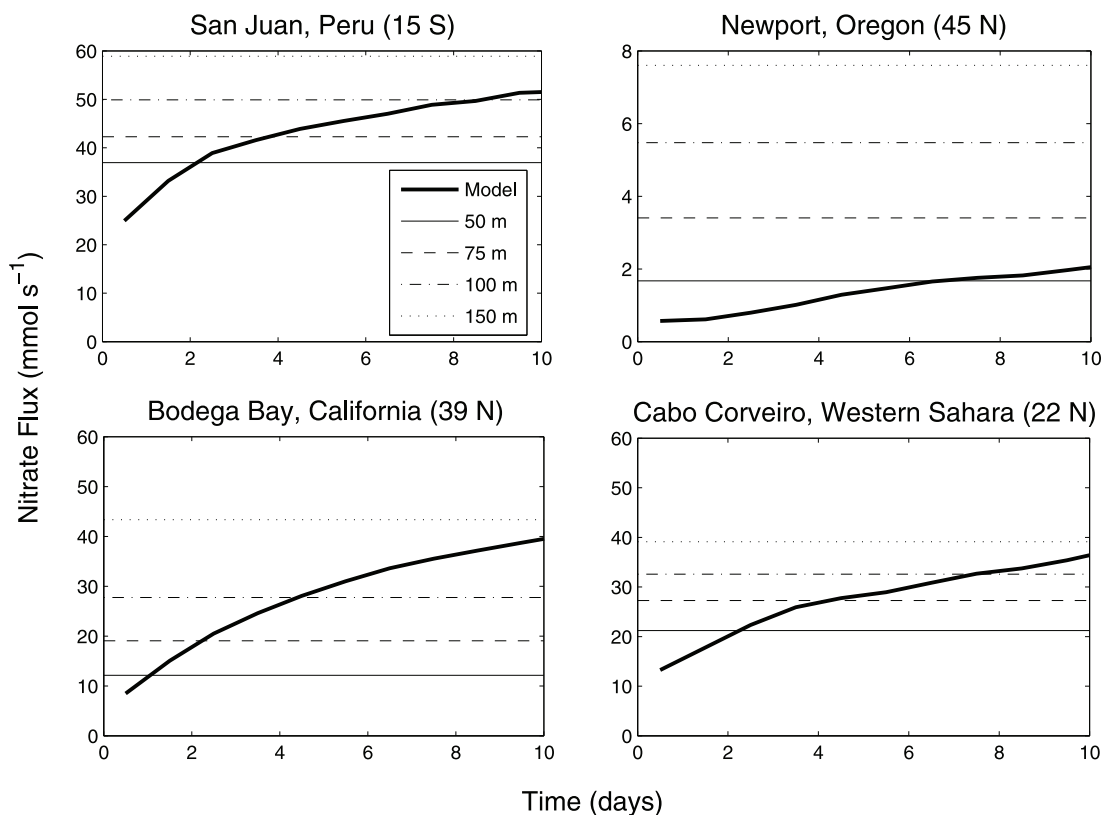 San Juan, Peru (15 S)
60
50
40
30
20
10
0
0 2 4 6 8 10
Model
50 m
75 m
100 m
150 m
Newport, Oregon (45 N)
8
6
4
2
0
0 2 4 6 8 10
Nitrate Flux (mmol s⁻¹)
Bodega Bay, California (39 N)
60
50
40
30
20
10
0
0 2 4 6 8 10
Cabo Corveiro, Western Sahara (22 N)
60
50
40
30
20
10
0
0 2 4 6 8 10
Time (days)